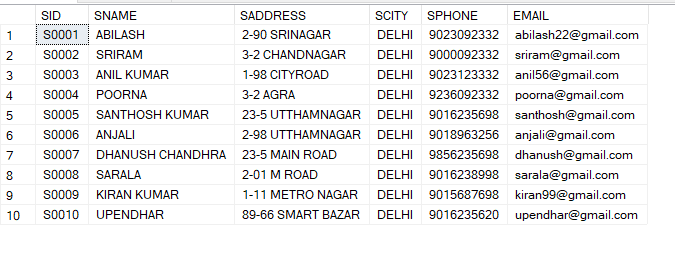 SID SNAME SADDRESS SCITY SPHONE EMAIL
1 S0001 ABILASH 2-90 SRINAGAR DELHI 9023092332 abilash22@gmail.com
2 S0002 SRIRAM 3-2 CHANDNAGAR DELHI 9000092332 sriram@gmail.com
3 S0003 ANIL KUMAR 1-98 CITYROAD DELHI 9023123332 anil56@gmail.com
4 S0004 POORNA 3-2 AGRA DELHI 9236092332 poorna@gmail.com
5 S0005 SANTHOSH KUMAR 23-5 UTTHAMNAGAR DELHI 9016235698 santhosh@gmail.com
6 S0006 ANJALI 2-98 UTTHAMNAGAR DELHI 9018963256 anjali@gmail.com
7 S0007 DHANUSH CHANDHRA 23-5 MAIN ROAD DELHI 9856235698 dhanush@gmail.com
8 S0008 SARALA 2-01 M ROAD DELHI 9016238998 sarala@gmail.com
9 S0009 KIRAN KUMAR 1-11 METRO NAGAR DELHI 9015687698 kiran99@gmail.com
10 S0010 UPENDHAR 89-66 SMART BAZAR DELHI 9016235620 upendhar@gmail.com